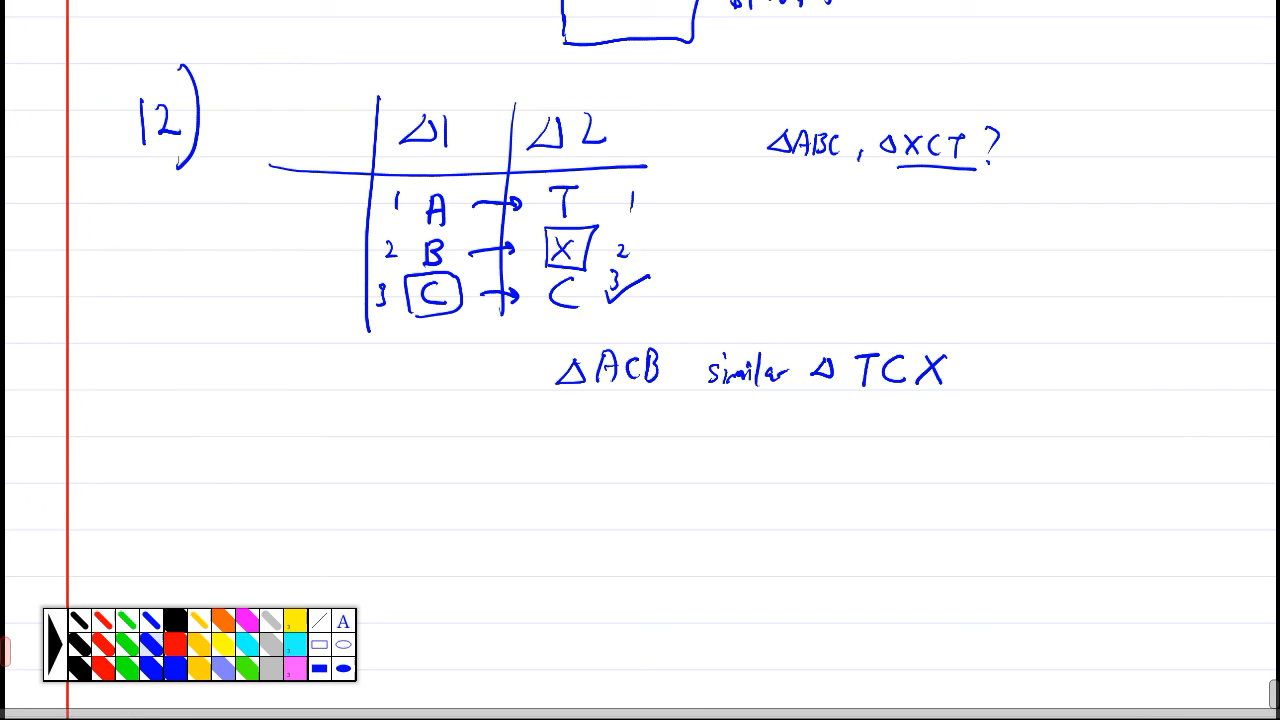 12)
Δ1 Δ2 ΔABC, ΔXCT?
1 A → T 1
2 B → X 2
3 C → C 3 ✓
ΔACB similar Δ TCX
A